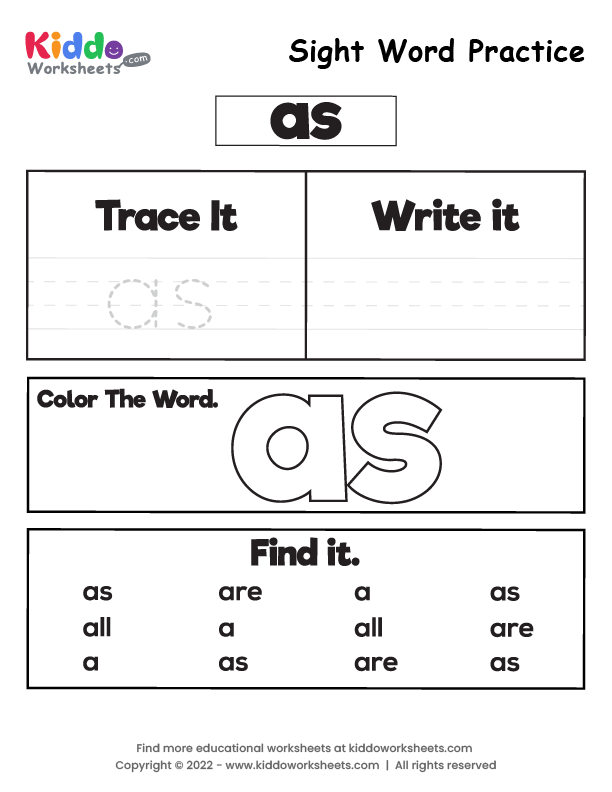 Kiddo
Worksheets .com
Sight Word Practice
as
Trace It
Write it
as
Color The Word.
as
Find it.
as are a as
all a all are
a as are as
Find more educational worksheets at kiddoworksheets.com
Copyright © 2022 - www.kiddoworksheets.com | All rights reserved